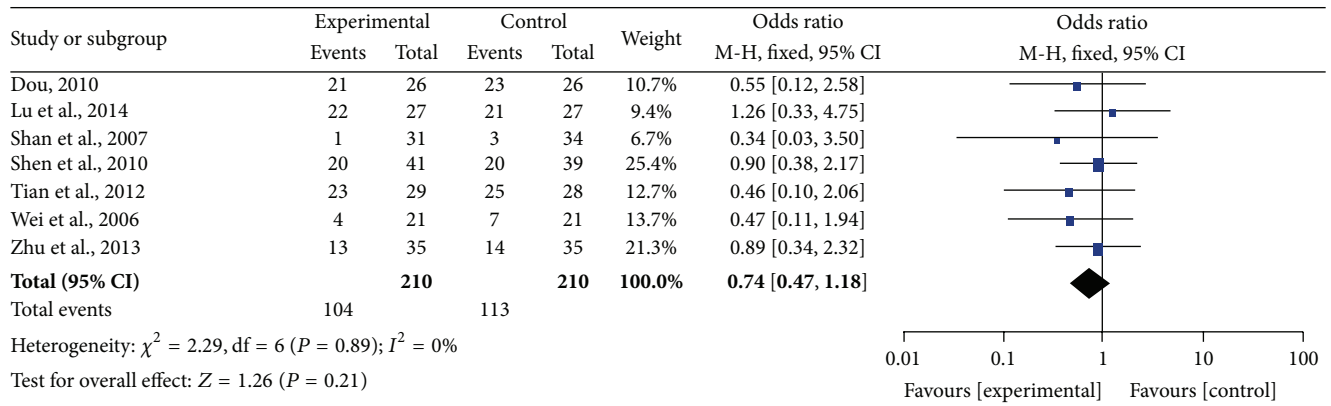 Study or subgroup Experimental Control Weight Odds ratio Odds ratio
Events Total Events Total M-H, fixed, 95% CI M-H, fixed, 95% CI
Dou, 2010 21 26 23 26 10.7% 0.55 [0.12, 2.58]
Lu et al., 2014 22 27 21 27 9.4% 1.26 [0.33, 4.75]
Shan et al., 2007 1 31 3 34 6.7% 0.34 [0.03, 3.50]
Shen et al., 2010 20 41 20 39 25.4% 0.90 [0.38, 2.17]
Tian et al., 2012 23 29 25 28 12.7% 0.46 [0.10, 2.06]
Wei et al., 2006 4 21 7 21 13.7% 0.47 [0.11, 1.94]
Zhu et al., 2013 13 35 14 35 21.3% 0.89 [0.34, 2.32]
Total (95% CI) 210 210 100.0% 0.74 [0.47, 1.18]
Total events 104 113
Heterogeneity: χ² = 2.29, df = 6 (P = 0.89); I² = 0%
Test for overall effect: Z = 1.26 (P = 0.21)
0.01 0.1 1 10 100
Favours [experimental] Favours [control]